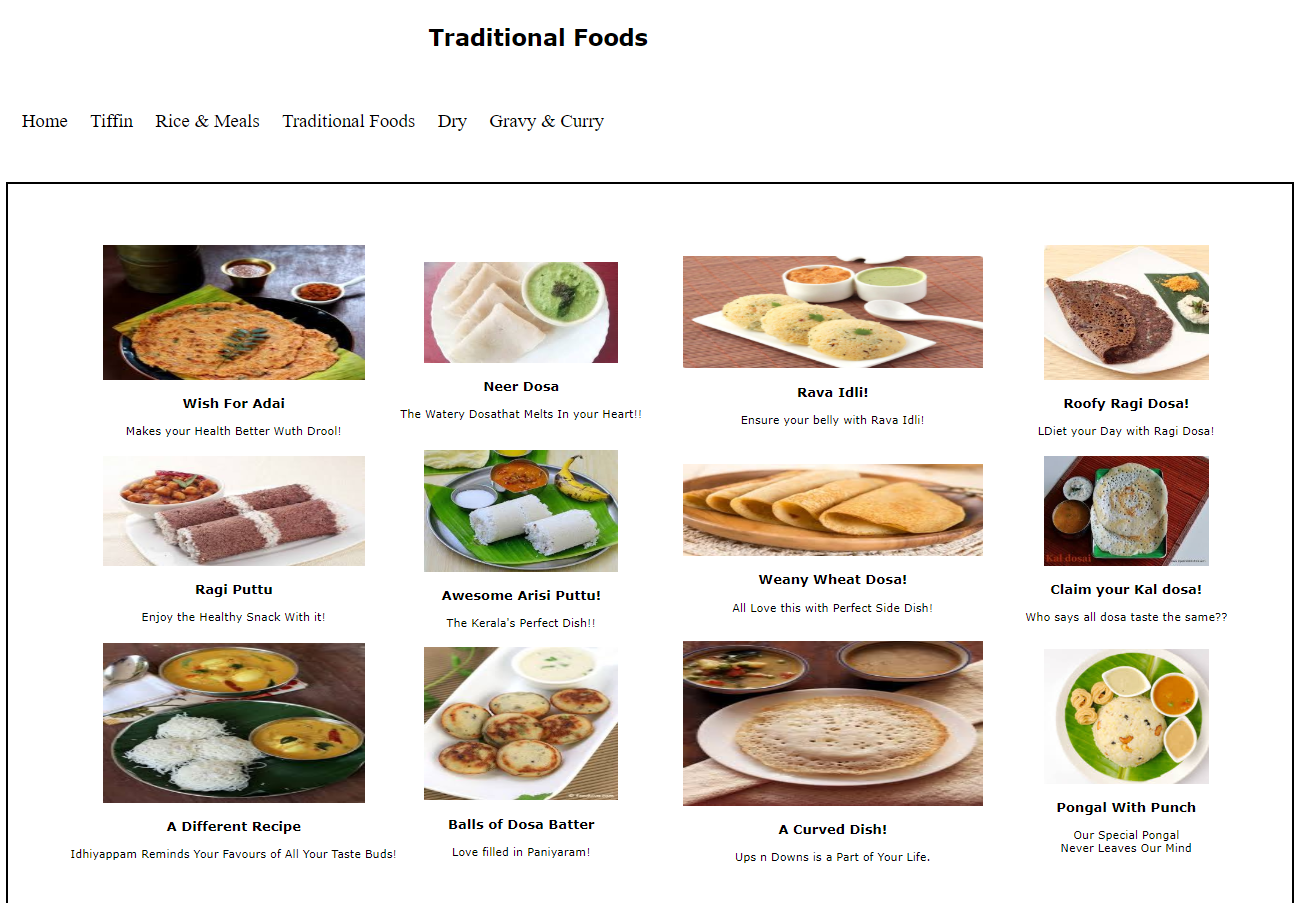 Traditional Foods
Home Tiffin Rice & Meals Traditional Foods Dry Gravy & Curry
Wish For Adai
Makes your Health Better Wuth Drool!
Neer Dosa
The Watery Dosathat Melts In your Heart!!
Rava Idli!
Ensure your belly with Rava Idli!
Roofy Ragi Dosa!
LDiet your Day with Ragi Dosa!
Ragi Puttu
Enjoy the Healthy Snack With it!
Awesome Arisi Puttu!
The Kerala's Perfect Dish!!
Weany Wheat Dosa!
All Love this with Perfect Side Dish!
Kal dosai
Claim your Kal dosa!
Who says all dosa taste the same??
A Different Recipe
Idhiyappam Reminds Your Favours of All Your Taste Buds!
Balls of Dosa Batter
Love filled in Paniyaram!
A Curved Dish!
Ups n Downs is a Part of Your Life.
Pongal With Punch
Our Special Pongal
Never Leaves Our Mind